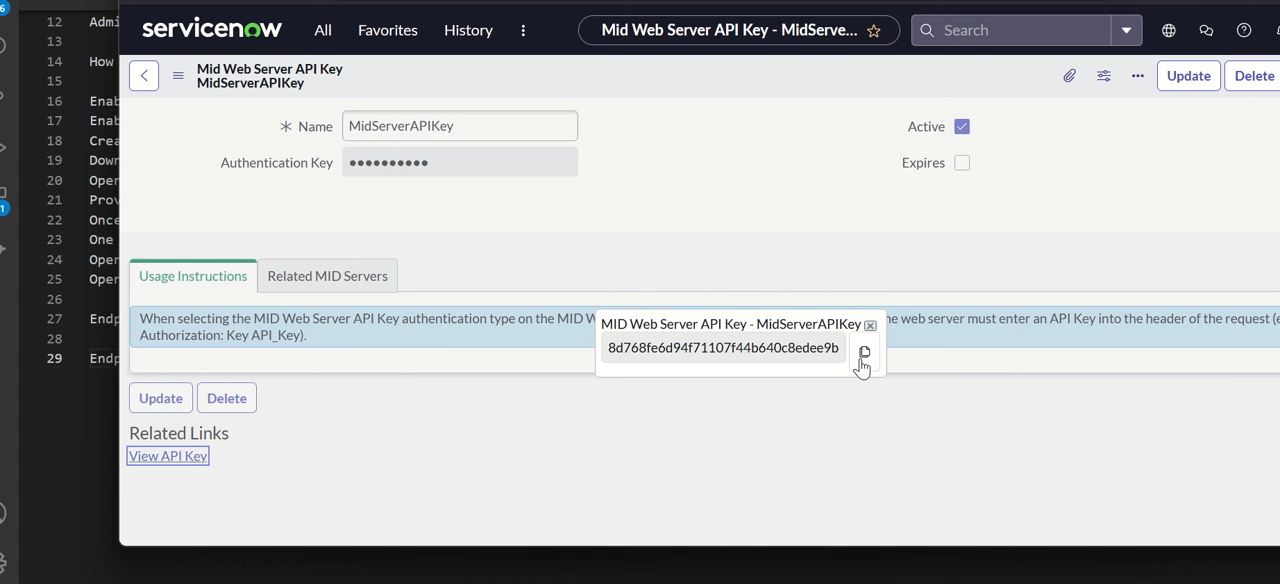 servicenow
All
Favorites
History
Mid Web Server API Key - MidServe...
Search
Mid Web Server API Key
MidServerAPIKey
Update
Delete
Name
MidServerAPIKey
Active
Authentication Key
Expires
Usage Instructions
Related MID Servers
When selecting the MID Web Server API Key authentication type on the MID W
ne web server must enter an API Key into the header of the request (e
Authorization: Key API_Key).
MID Web Server API Key - MidServerAPIKey
8d768fe6d94f71107f44b640c8edee9b
Update
Delete
Related Links
View API Key
12 Admi
13
14 How
15
16 Enab
17 Enab
18 Crea
19 Down
20 Oper
21 Prov
22 Once
23 One
24 Oper
25 Oper
26
27 Endp
28
29 Endp